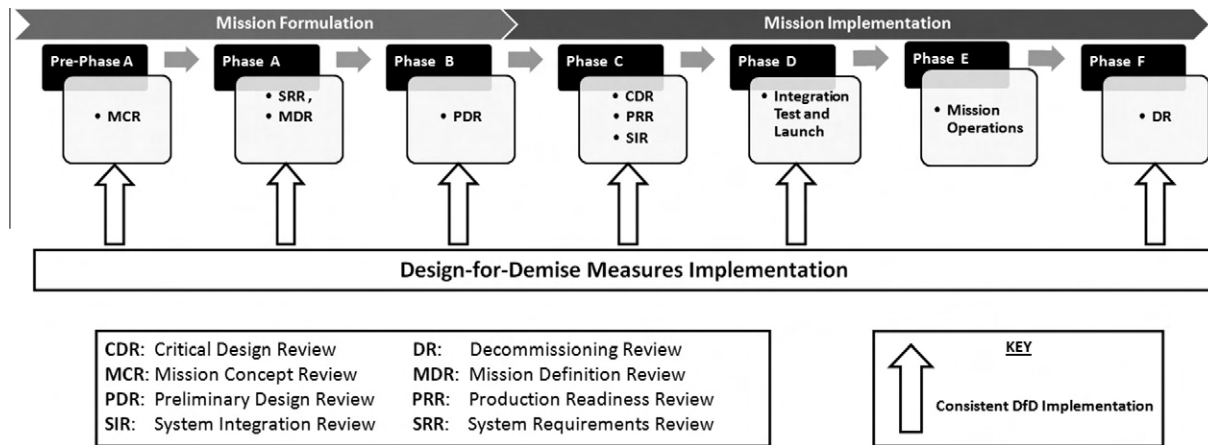 Mission Formulation
Mission Implementation
Pre-Phase A
Phase A
Phase B
Phase C
Phase D
Phase E
Phase F
• MCR
• SRR,
• MDR
• PDR
• CDR
• PRR
• SIR
• Integration
Test and
Launch
• Mission
Operations
• DR
Design-for-Demise Measures Implementation
CDR: Critical Design Review
MCR: Mission Concept Review
PDR: Preliminary Design Review
SIR: System Integration Review
DR: Decommissioning Review
MDR: Mission Definition Review
PRR: Production Readiness Review
SRR: System Requirements Review
KEY
Consistent DfD Implementation